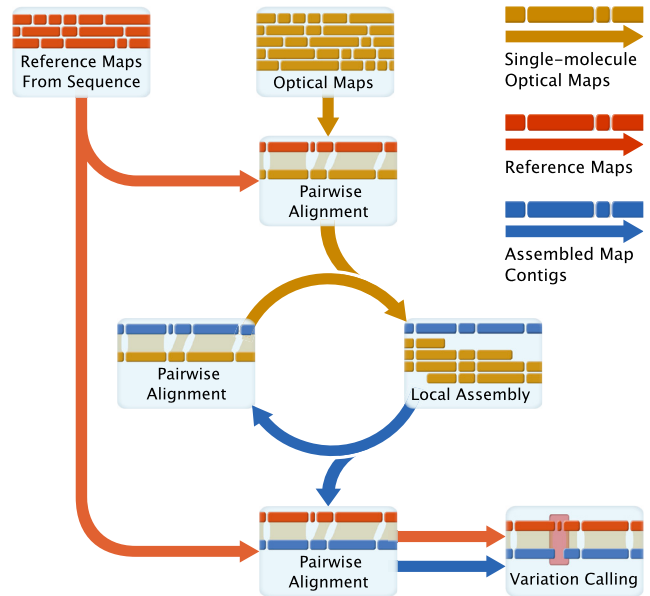 Reference Maps
From Sequence
Optical Maps
Single-molecule
Optical Maps
Reference Maps
Assembled Map
Contigs
Pairwise
Alignment
Pairwise
Alignment
Local Assembly
Pairwise
Alignment
Variation Calling